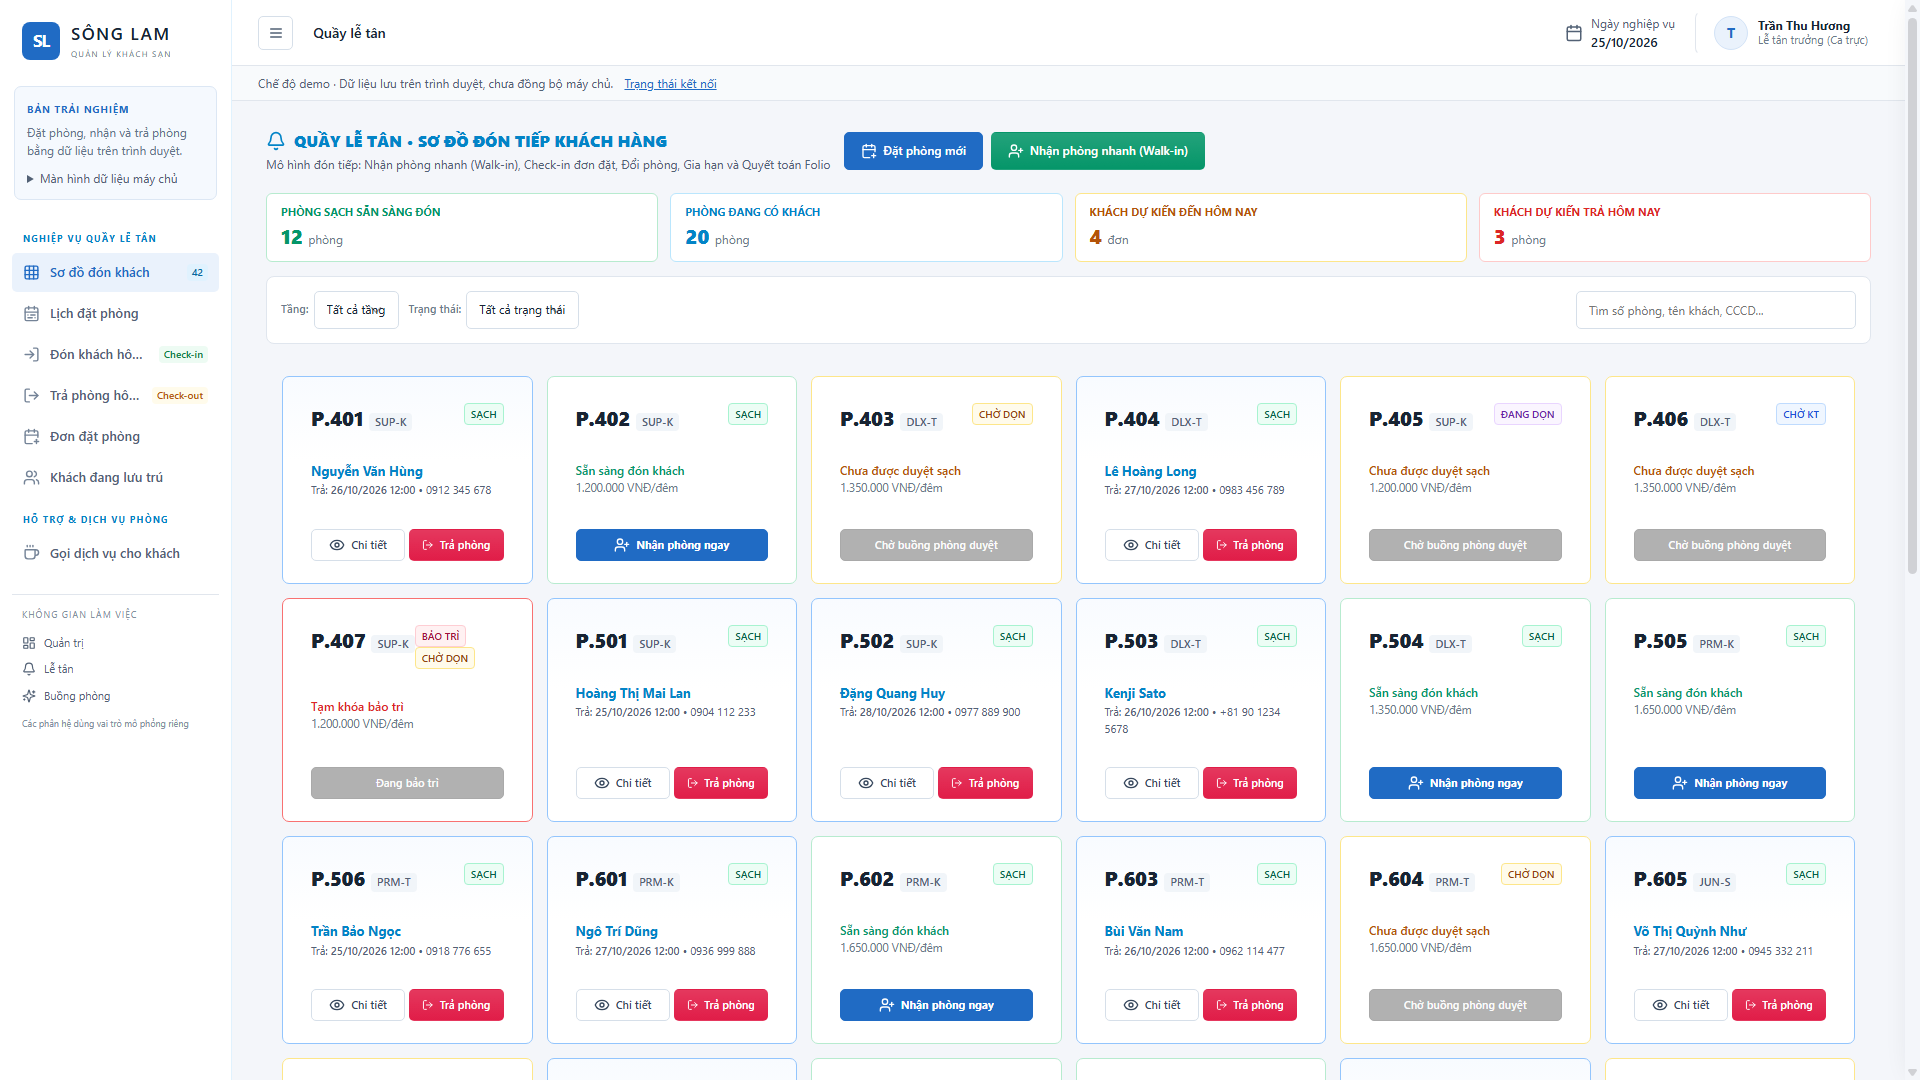 SL
SÔNG LAM
QUẢN LÝ KHÁCH SẠN
BẢN TRẢI NGHIỆM
Đặt phòng, nhận và trả phòng
bằng dữ liệu trên trình duyệt.
Màn hình dữ liệu máy chủ
NGHIỆP VỤ QUẦY LỄ TÂN
Sơ đồ đón khách 42
Lịch đặt phòng
Đón khách hô... Check-in
Trả phòng hô... Check-out
Đơn đặt phòng
Khách đang lưu trú
HỖ TRỢ & DỊCH VỤ PHÒNG
Gọi dịch vụ cho khách
KHÔNG GIAN LÀM VIỆC
Quản trị
Lễ tân
Buồng phòng
Các phân hệ dùng vai trò mô phỏng riêng
Quầy lễ tân
Ngày nghiệp vụ
25/10/2026
T
Trần Thu Hương
Lễ tân trưởng (Ca trực)
Chế độ demo · Dữ liệu lưu trên trình duyệt, chưa đồng bộ máy chủ. Trạng thái kết nối
QUẦY LỄ TÂN • SƠ ĐỒ ĐÓN TIẾP KHÁCH HÀNG
Mô hình đón tiếp: Nhận phòng nhanh (Walk-in), Check-in đơn đặt, Đổi phòng, Gia hạn và Quyết toán Folio
Đặt phòng mới
Nhận phòng nhanh (Walk-in)
PHÒNG SẠCH SẴN SÀNG ĐÓN
12 phòng
PHÒNG ĐANG CÓ KHÁCH
20 phòng
KHÁCH DỰ KIẾN ĐẾN HÔM NAY
4 đơn
KHÁCH DỰ KIẾN TRẢ HÔM NAY
3 phòng
Tầng: Tất cả tầng Trạng thái: Tất cả trạng thái
Tìm số phòng, tên khách, CCCD...
P.401 SUP-K SẠCH
Nguyễn Văn Hùng
Trả: 26/10/2026 12:00 • 0912 345 678
Chi tiết Trả phòng
P.402 SUP-K SẠCH
Sẵn sàng đón khách
1.200.000 VNĐ/đêm
Nhận phòng ngay
P.403 DLX-T CHỜ DỌN
Chưa được duyệt sạch
1.350.000 VNĐ/đêm
Chờ buồng phòng duyệt
P.404 DLX-T SẠCH
Lê Hoàng Long
Trả: 27/10/2026 12:00 • 0983 456 789
Chi tiết Trả phòng
P.405 SUP-K ĐANG DỌN
Chưa được duyệt sạch
1.200.000 VNĐ/đêm
Chờ buồng phòng duyệt
P.406 DLX-T CHỜ KT
Chưa được duyệt sạch
1.350.000 VNĐ/đêm
Chờ buồng phòng duyệt
P.407 SUP-K BẢO TRÌ
CHỜ DỌN
Tạm khóa bảo trì
1.200.000 VNĐ/đêm
Đang bảo trì
P.501 SUP-K SẠCH
Hoàng Thị Mai Lan
Trả: 25/10/2026 12:00 • 0904 112 233
Chi tiết Trả phòng
P.502 SUP-K SẠCH
Đặng Quang Huy
Trả: 28/10/2026 12:00 • 0977 889 900
Chi tiết Trả phòng
P.503 DLX-T SẠCH
Kenji Sato
Trả: 26/10/2026 12:00 • +81 90 1234
5678
Chi tiết Trả phòng
P.504 DLX-T SẠCH
Sẵn sàng đón khách
1.350.000 VNĐ/đêm
Nhận phòng ngay
P.505 PRM-K SẠCH
Sẵn sàng đón khách
1.650.000 VNĐ/đêm
Nhận phòng ngay
P.506 PRM-T SẠCH
Trần Bảo Ngọc
Trả: 25/10/2026 12:00 • 0918 776 655
Chi tiết Trả phòng
P.601 PRM-K SẠCH
Ngô Trí Dũng
Trả: 27/10/2026 12:00 • 0936 999 888
Chi tiết Trả phòng
P.602 PRM-K SẠCH
Sẵn sàng đón khách
1.650.000 VNĐ/đêm
Nhận phòng ngay
P.603 PRM-T SẠCH
Bùi Văn Nam
Trả: 26/10/2026 12:00 • 0962 114 477
Chi tiết Trả phòng
P.604 PRM-T CHỜ DỌN
Chưa được duyệt sạch
1.650.000 VNĐ/đêm
Chờ buồng phòng duyệt
P.605 JUN-S SẠCH
Võ Thị Quỳnh Như
Trả: 27/10/2026 12:00 • 0945 332 211
Chi tiết Trả phòng